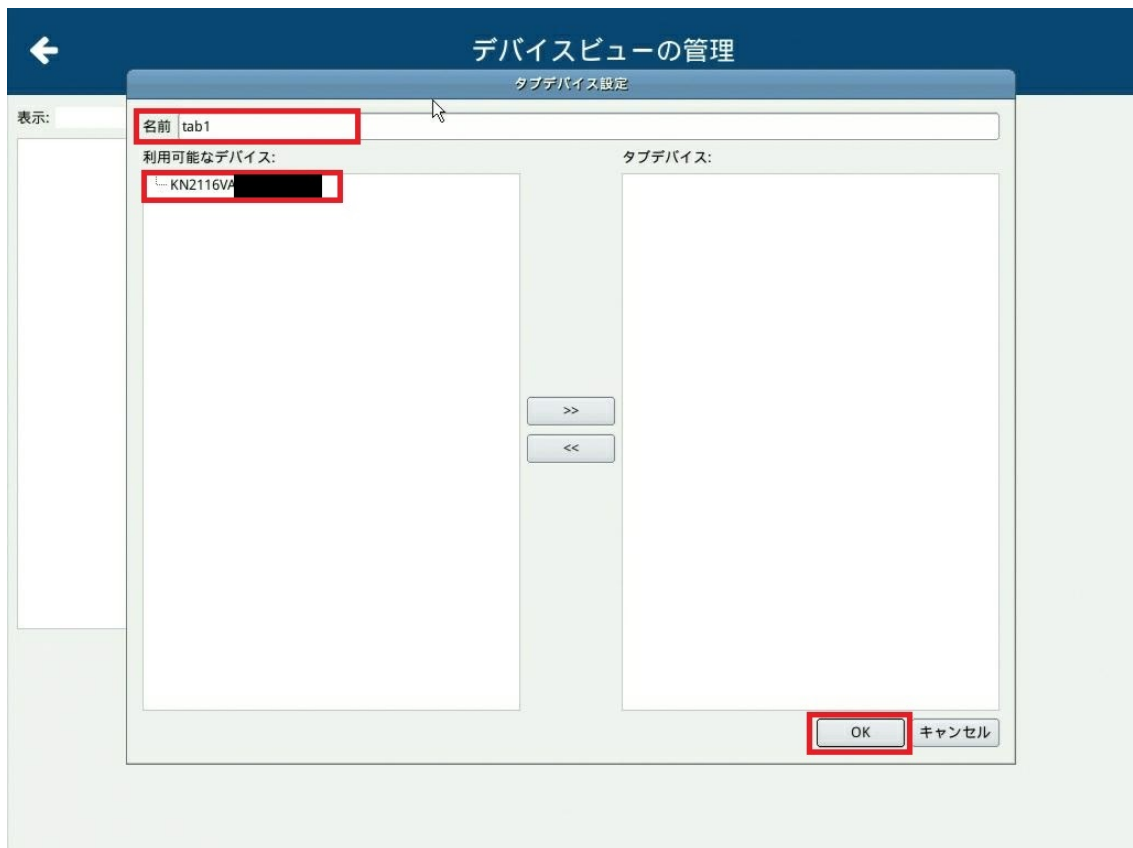 デバイスビューの管理
タブデバイス設定
表示:
名前 tab1
利用可能なデバイス:
タブデバイス:
KN2116VA
>>
<<
OK
キャンセル